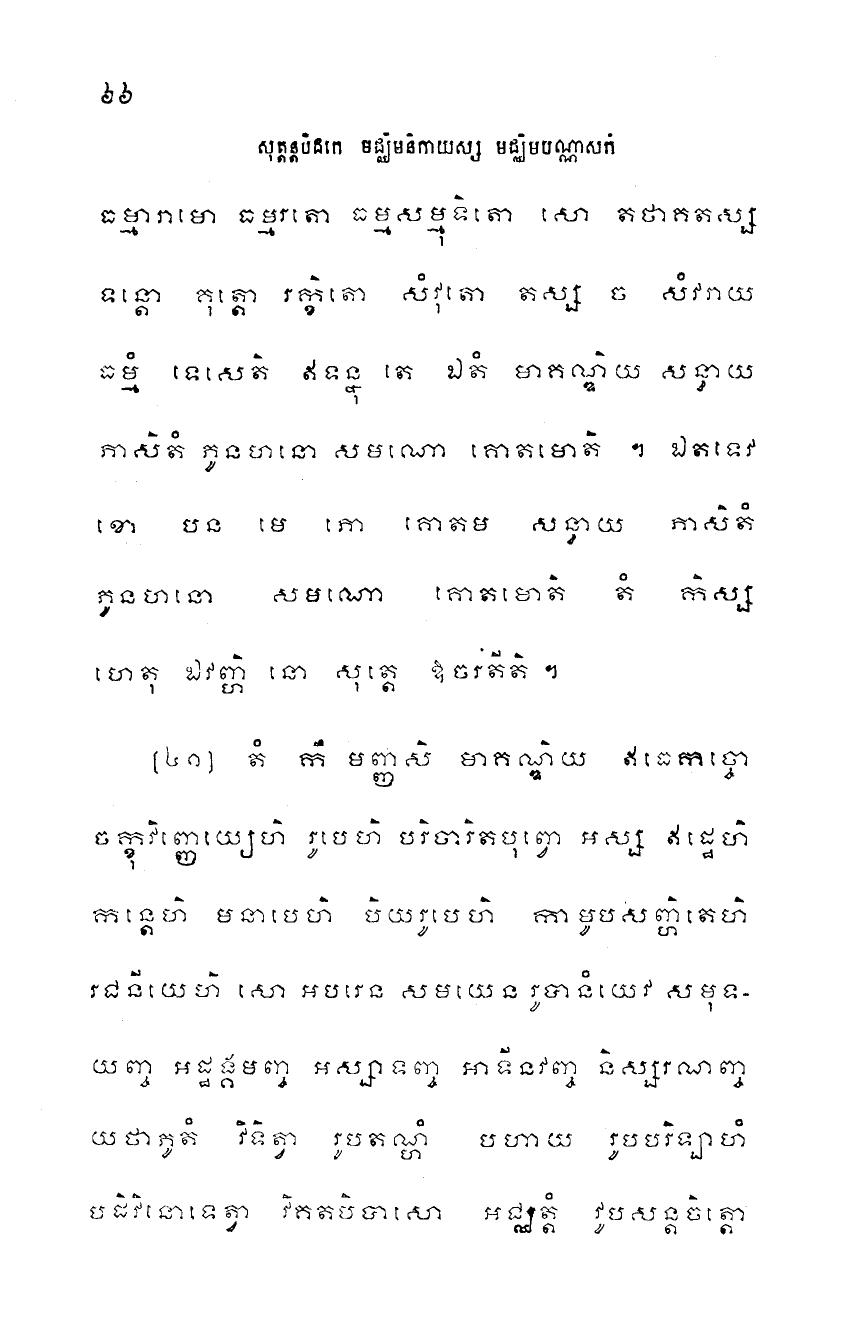 ៦៦
សុត្តន្តបិដកេ មជ្ឈិមនិកាយស្ស មជ្ឈិមបណ្ណាសកំ
ធម្មារាមោ ធម្មរតោ ធម្មសម្មុទិតោ សោ តថាគតស្ស
ទន្តោ គុត្តោ រក្ខិតោ សំវុតោ តស្ស ច សំវរាយ
ធម្មំ ទេសេតិ ឥទន្នុ តេ ឯតំ មាគណ្ឌិយ សន្ធាយ
ភាសិតំ ភូនហនោ សមណោ គោតមោតិ ។ ឯតទេវ
ខោ បន មេ ភោ គោតម សន្ធាយ ភាសិតំ
ភូនហនោ សមណោ គោតមោតិ តំ កិស្ស
ហេតុ ឯវញ្ហិ នោ សុត្តេ ឱចរតីតិ ។
[៤០] តំ កឹ មញ្ញសិ មាគណ្ឌិយ ឥធេកាច្ចោ
ចក្ខុវិញ្ញេយ្យេហិ រូបេហិ បរិចារិតបុព្វោ អស្ស ឥដ្ឋេហិ
កន្តេហិ មនាបេហិ បិយរូបេហិ កាមូបសញ្ហិតេហិ
រជនីយេហិ សោ អបរេន សមយេន រូបានំយេវ សមុទ-
យញ្ច អដ្ឋង្គមញ្ច អស្សាទញ្ច អាទីនវញ្ច និស្សរណញ្ច
យថាភូតំ វិទិត្វា រូបតណ្ហំ បហាយ រូបបរិឡាហំ
បដិវិនោទេត្វា វិគតបិបាសោ អជ្ឈត្តំ វូបសន្តចិត្តោ